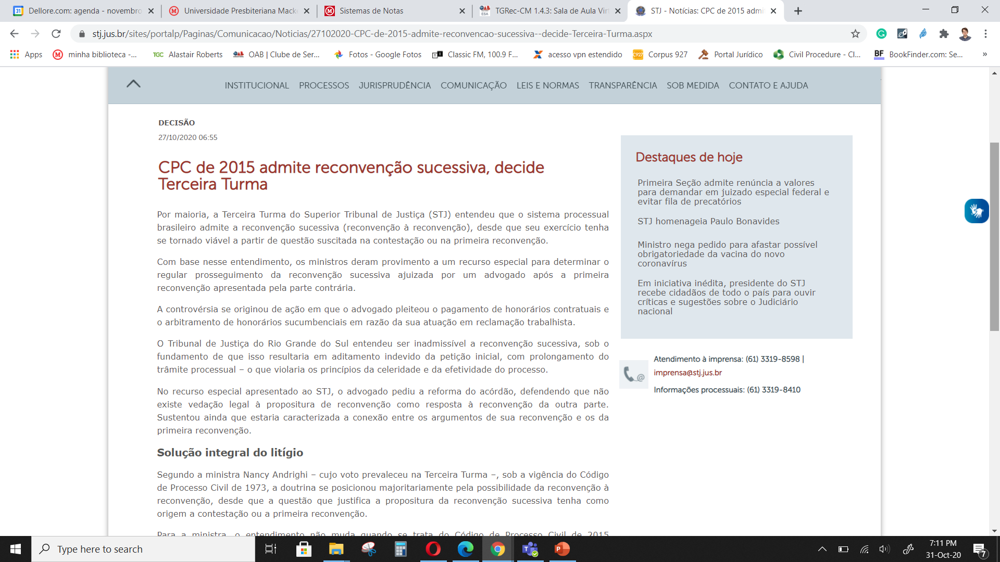 Dellore.com: agenda - novembro
Universidade Presbiteriana Macke
Sistemas de Notas
TGRec-CM 1.4.3: Sala de Aula Virt
STJ - Notícias: CPC de 2015 admi
stj.jus.br/sites/portalp/Paginas/Comunicacao/Noticias/27102020-CPC-de-2015-admite-reconvencao-sucessiva--decide-Terceira-Turma.aspx
Apps
minha biblioteca -...
TGC Alastair Roberts
OAB | Clube de Ser...
Fotos - Google Fotos
Classic FM, 100.9 F...
acesso vpn estendido
C927 Corpus 927
Portal Jurídico
Civil Procedure - Cl...
BF BookFinder.com: Se...
»
INSTITUCIONAL PROCESSOS JURISPRUDÊNCIA COMUNICAÇÃO LEIS E NORMAS TRANSPARÊNCIA SOB MEDIDA CONTATO E AJUDA
DECISÃO
27/10/2020 06:55
CPC de 2015 admite reconvenção sucessiva, decide
Terceira Turma
Por maioria, a Terceira Turma do Superior Tribunal de Justiça (STJ) entendeu que o sistema processual
brasileiro admite a reconvenção sucessiva (reconvenção à reconvenção), desde que seu exercício tenha
se tornado viável a partir de questão suscitada na contestação ou na primeira reconvenção.
Com base nesse entendimento, os ministros deram provimento a um recurso especial para determinar o
regular prosseguimento da reconvenção sucessiva ajuizada por um advogado após a primeira
reconvenção apresentada pela parte contrária.
A controvérsia se originou de ação em que o advogado pleiteou o pagamento de honorários contratuais e
o arbitramento de honorários sucumbenciais em razão da sua atuação em reclamação trabalhista.
O Tribunal de Justiça do Rio Grande do Sul entendeu ser inadmissível a reconvenção sucessiva, sob o
fundamento de que isso resultaria em aditamento indevido da petição inicial, com prolongamento do
trâmite processual – o que violaria os princípios da celeridade e da efetividade do processo.
No recurso especial apresentado ao STJ, o advogado pediu a reforma do acórdão, defendendo que não
existe vedação legal à propositura de reconvenção como resposta à reconvenção da outra parte.
Sustentou ainda que estaria caracterizada a conexão entre os argumentos de sua reconvenção e os da
primeira reconvenção.
Solução integral do litígio
Segundo a ministra Nancy Andrighi – cujo voto prevaleceu na Terceira Turma –, sob a vigência do Código
de Processo Civil de 1973, a doutrina se posicionou majoritariamente pela possibilidade da reconvenção à
reconvenção, desde que a questão que justifica a propositura da reconvenção sucessiva tenha como
origem a contestação ou a primeira reconvenção.
Para a ministra, o entendimento não muda quando se trata do Código de Processo Civil de 2015
Destaques de hoje
Primeira Seção admite renúncia a valores
para demandar em juizado especial federal e
evitar fila de precatórios
STJ homenageia Paulo Bonavides
Ministro nega pedido para afastar possível
obrigatoriedade da vacina do novo
coronavírus
Em iniciativa inédita, presidente do STJ
recebe cidadãos de todo o país para ouvir
críticas e sugestões sobre o Judiciário
nacional
Atendimento à imprensa: (61) 3319-8598 |
imprensa@stj.jus.br
Informações processuais: (61) 3319-8410
Type here to search
7:11 PM
31-Oct-20
7